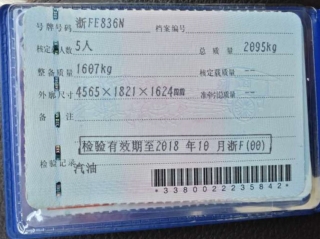 号牌号码 浙FE836N 档案编号
核定载人数 5人 总质量 2095kg
整备质量 1607kg 核定载质量 --
外廓尺寸 4565×1821×1624mm 准牵引总质量 --
备注
检验有效期至2018年10月浙F(00)
检验记录 汽油
*3380022235842*